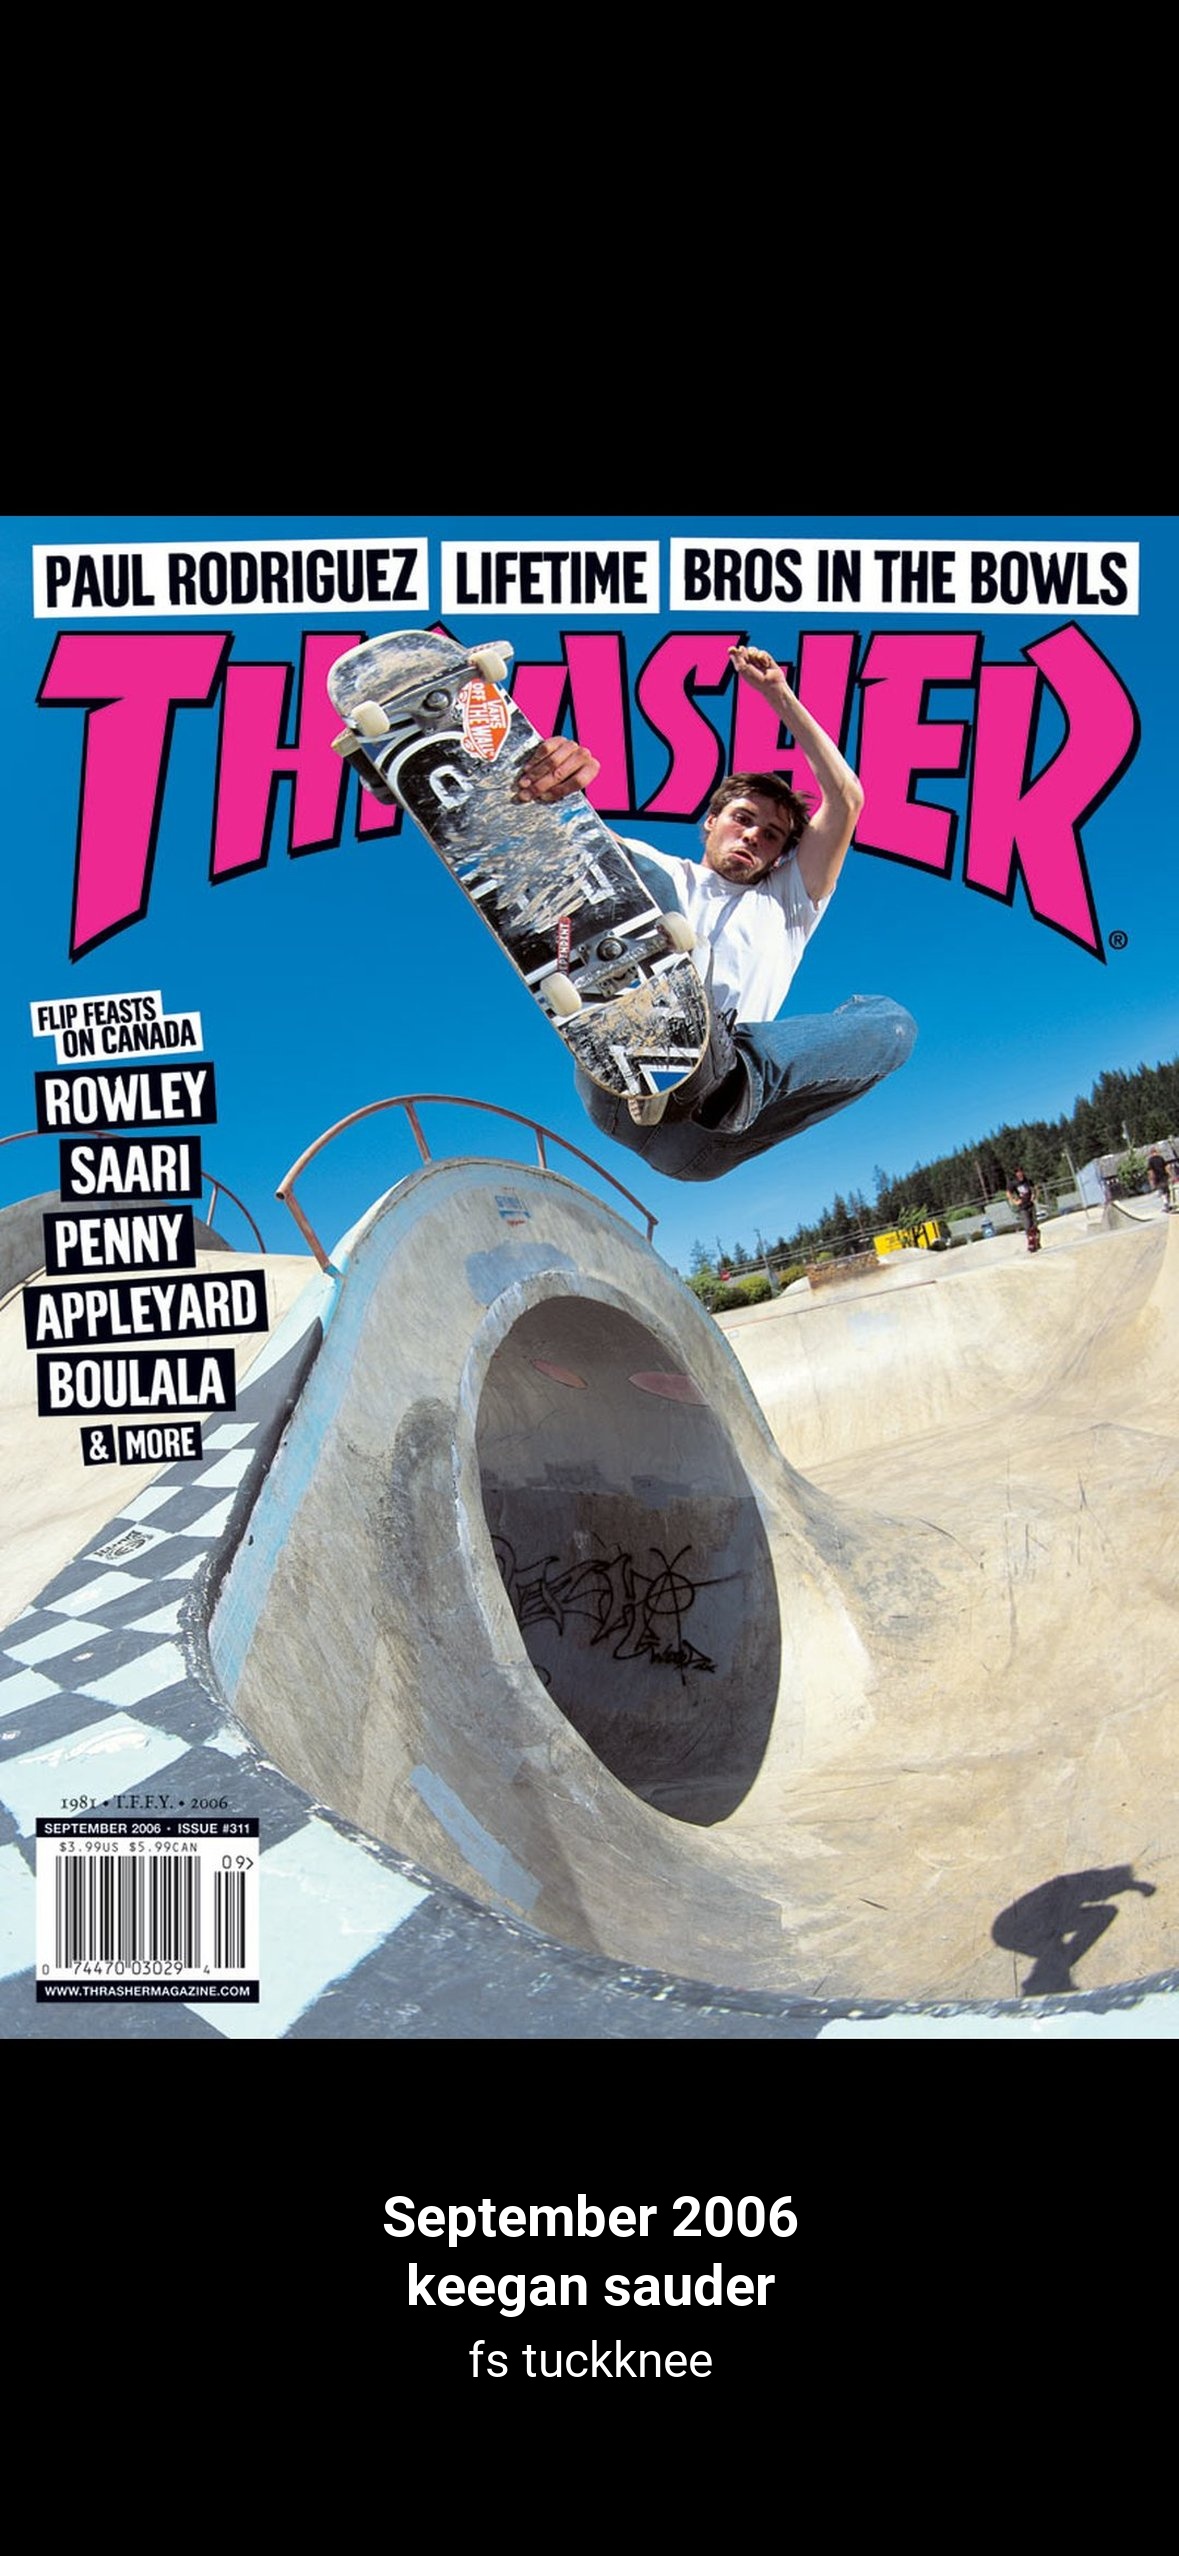 PAUL RODRIGUEZ LIFETIME BROS IN THE BOWLS
THRASHER
®
VANS
OFF THE WALL
FLIP FEASTS
ON CANADA
ROWLEY
SAARI
PENNY
APPLEYARD
BOULALA
& MORE
1981 • T.F.F.Y. • 2006
SEPTEMBER 2006 • ISSUE #311
$3.99US $5.99CAN
09>
0 74470 03029 4
WWW.THRASHERMAGAZINE.COM
September 2006
keegan sauder
fs tuckknee